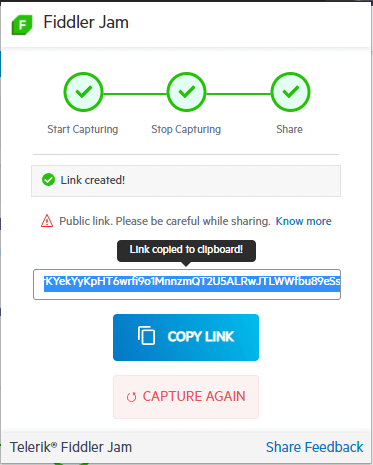 Fiddler Jam
Start Capturing Stop Capturing Share
Link created!
Public link. Please be careful while sharing. Know more
Link copied to clipboard!
rKYekYyKpHT6wrfi9o1MnnzmQT2U5ALRwJTLWWfbu89eSs
COPY LINK
CAPTURE AGAIN
Telerik® Fiddler Jam Share Feedback